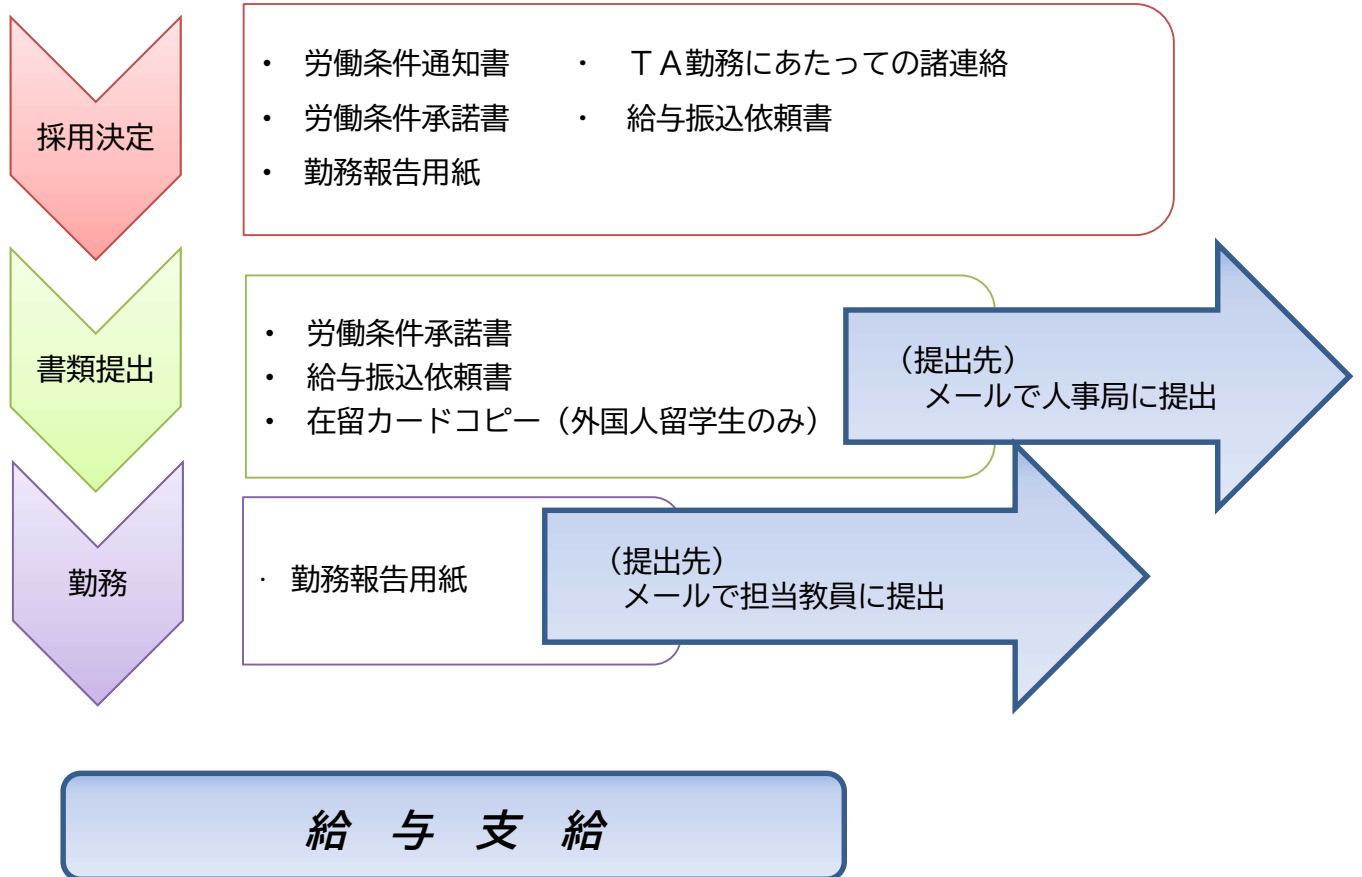 採用決定
・ 労働条件通知書 ・ ＴＡ勤務にあたっての諸連絡
・ 労働条件承諾書 ・ 給与振込依頼書
・ 勤務報告用紙
書類提出
・ 労働条件承諾書
・ 給与振込依頼書
・ 在留カードコピー（外国人留学生のみ）
（提出先）
メールで人事局に提出
勤務
・ 勤務報告用紙
（提出先）
メールで担当教員に提出
給 与 支 給